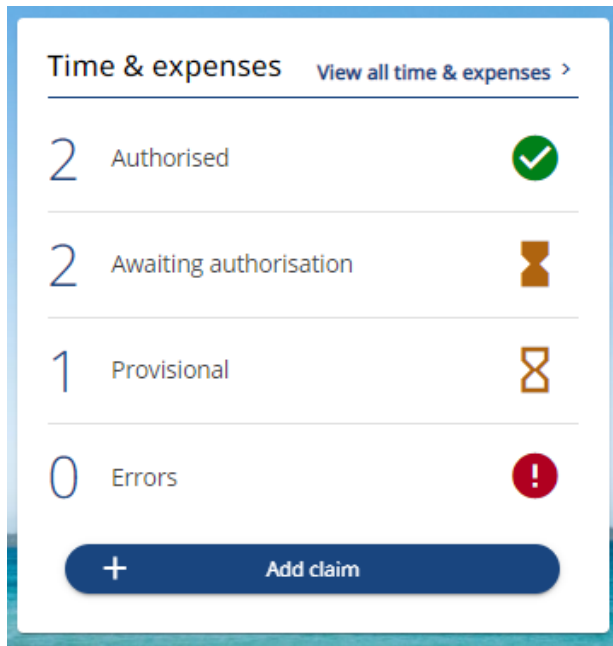 Time & expenses View all time & expenses >
2 Authorised
2 Awaiting authorisation
1 Provisional
0 Errors
+ Add claim